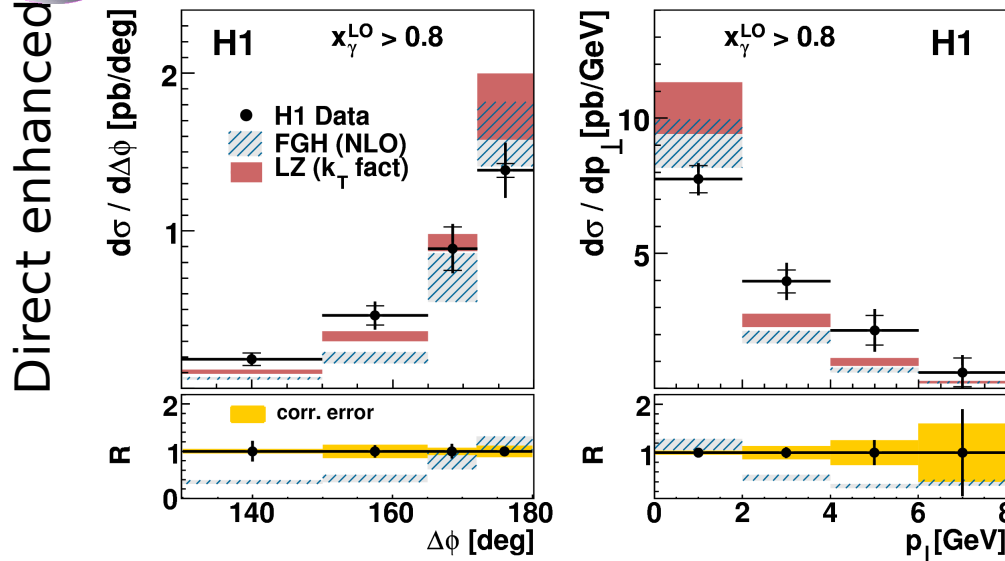 Direct enhanced
H1
x_γ^LO > 0.8
dσ / dΔϕ [pb/deg]
2
1
H1 Data
FGH (NLO)
LZ (k_T fact)
R
2
1
0
corr. error
140
160
180
Δϕ [deg]
x_γ^LO > 0.8
H1
dσ / dp_⊥ [pb/GeV]
10
5
R
2
1
0
2
4
6
8
p_⊥ [GeV]